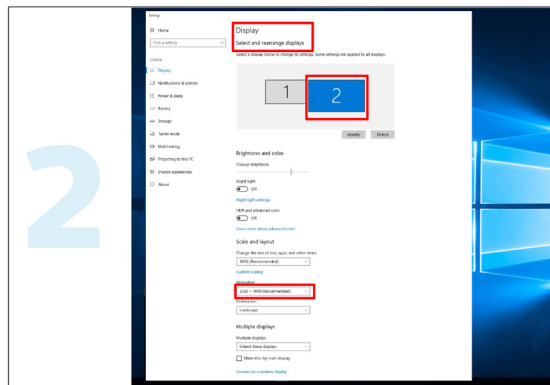 Settings
Home
Find a setting
System
Display
Notifications & actions
Power & sleep
Battery
Storage
Tablet mode
Multitasking
Projecting to this PC
Shared experiences
About
2
Display
Select and rearrange displays
Select a display below to change its settings. Some settings are applied to all displays.
1
2
Identify
Detect
Brightness and color
Change brightness
Night light
Off
Night light settings
HDR and advanced color
Off
Learn more about advanced color
Scale and layout
Change the size of text, apps, and other items
100% (Recommended)
Custom scaling
Resolution
2560 × 1440 (Recommended)
Orientation
Landscape
Multiple displays
Multiple displays
Extend these displays
Make this my main display
Connect to a wireless display